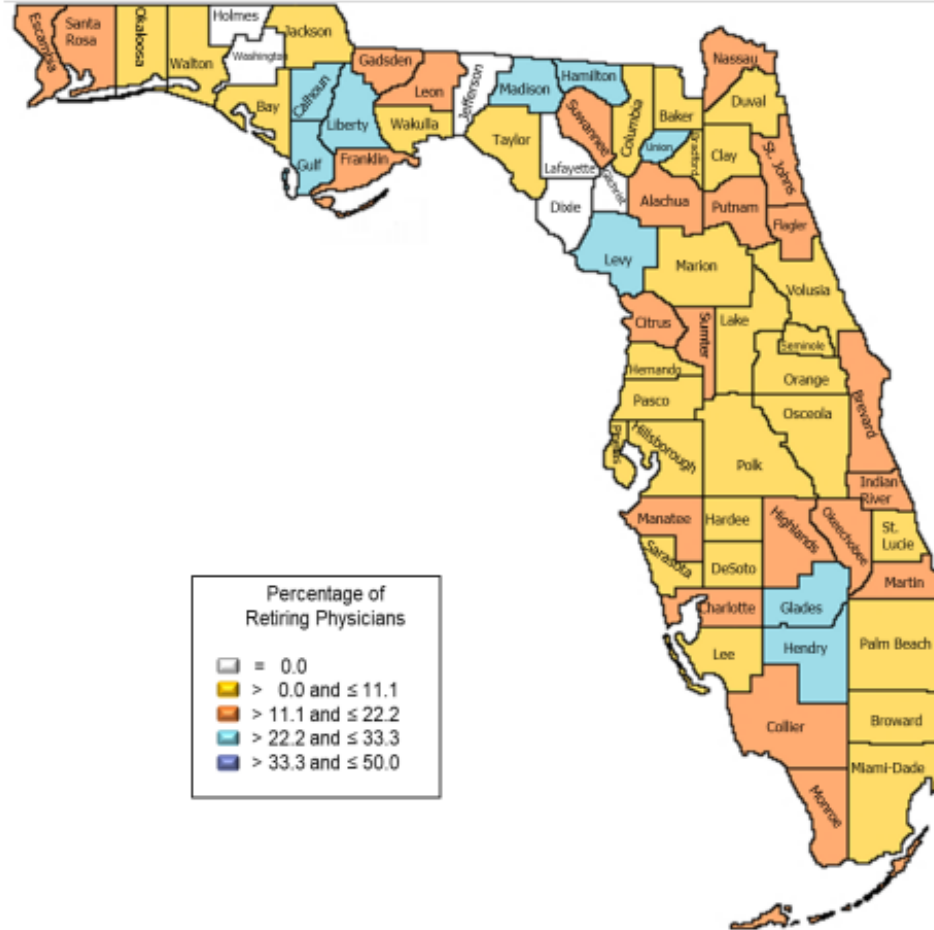 Escambia
Santa
Rosa
Okaloosa
Walton
Holmes
Washington
Jackson
Bay
Calhoun
Gulf
Liberty
Gadsden
Franklin
Leon
Wakulla
Jefferson
Madison
Taylor
Hamilton
Suwannee
Lafayette
Dixie
Gilchrist
Columbia
Baker
Union
Bradford
Nassau
Duval
Clay
St. Johns
Alachua
Putnam
Flagler
Levy
Marion
Volusia
Citrus
Sumter
Lake
Seminole
Hernando
Orange
Pasco
Osceola
Brevard
Pinellas
Hillsborough
Polk
Indian
River
Manatee
Hardee
Highlands
Okeechobee
St.
Lucie
Sarasota
DeSoto
Martin
Charlotte
Glades
Lee
Hendry
Palm Beach
Collier
Broward
Monroe
Miami-Dade
Percentage of
Retiring Physicians
= 0.0
> 0.0 and ≤ 11.1
> 11.1 and ≤ 22.2
> 22.2 and ≤ 33.3
> 33.3 and ≤ 50.0